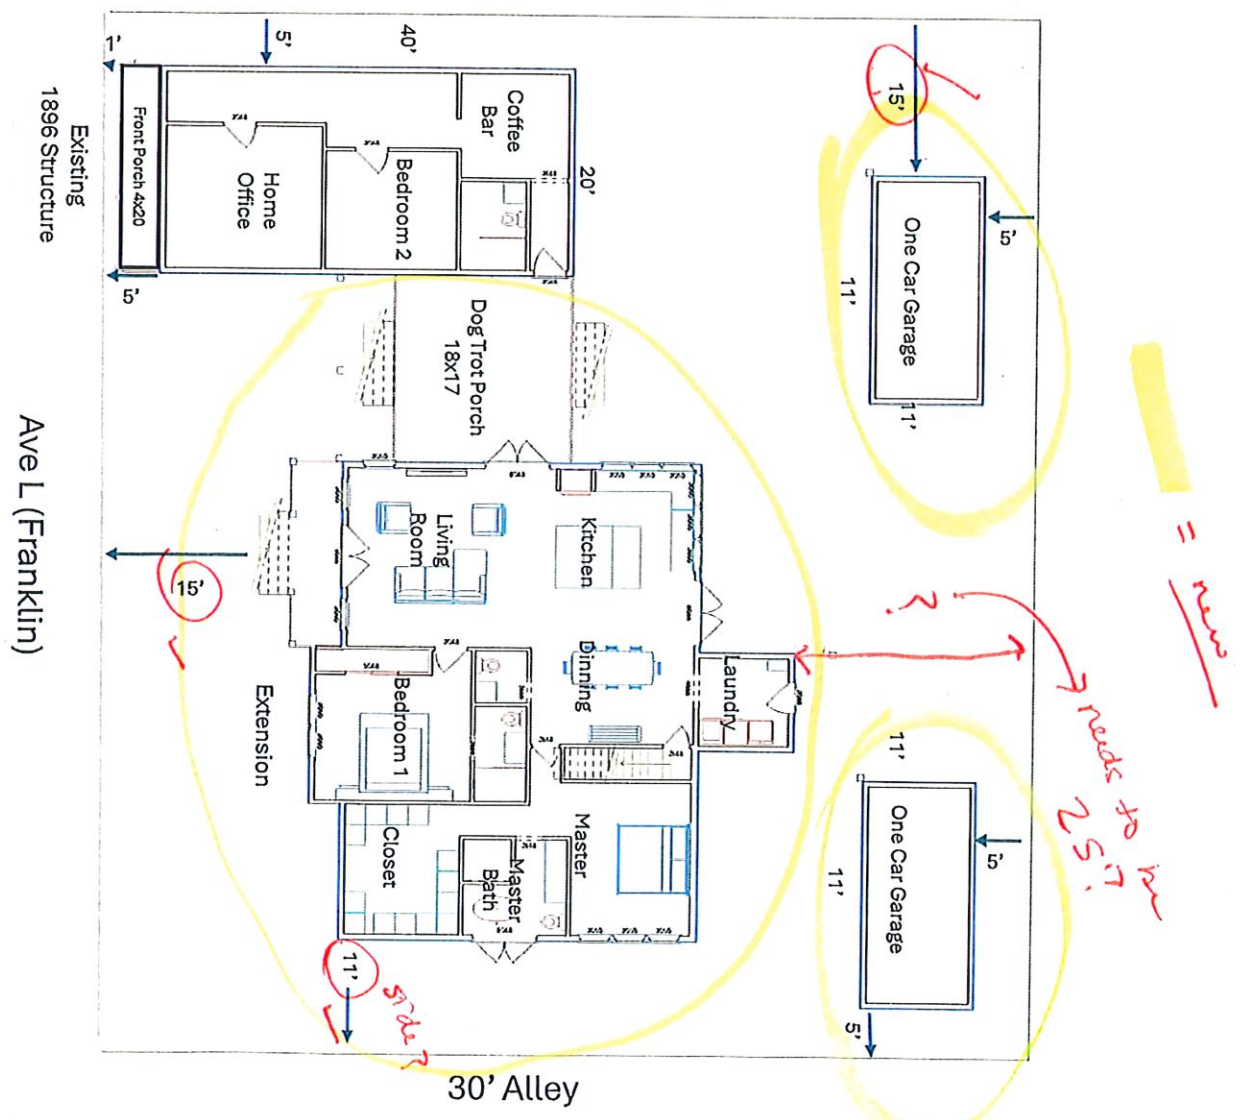 1'
5'
40'
15'
Existing
1896 Structure
Front Porch 4x20
Home
Office
Bedroom 2
Coffee
Bar
20'
5'
One Car Garage
5'
11'
11'
Dog Trot Porch
18x17
Ave L (Franklin)
15'
Living
Room
Kitchen
Dinning
Laundry
Extension
Bedroom 1
Closet
Master
Bath
Master
11'
side?
?
needs to be
25'?
= new
11'
11'
One Car Garage
5'
5'
30' Alley